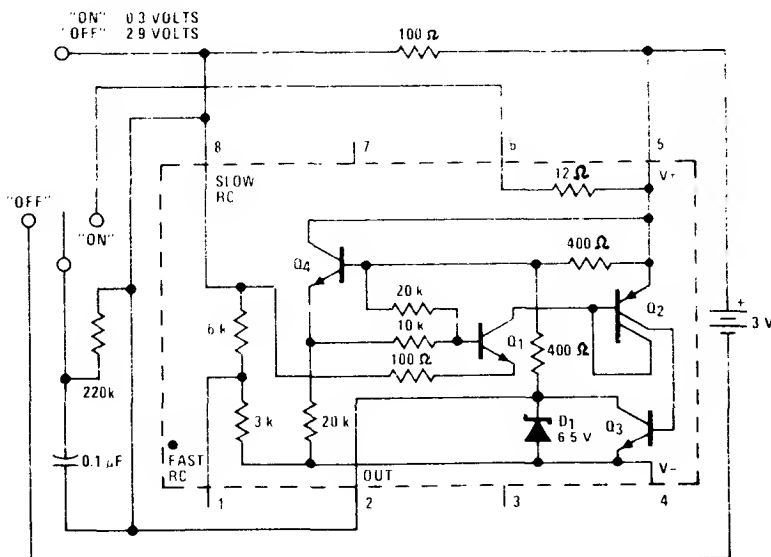 "ON" 0.3 VOLTS
"OFF" 2.9 VOLTS
100 Ω
8
7
6
5
SLOW
RC
12 Ω
V+
"OFF"
"ON"
400 Ω
Q4
20 k
Q2
+
3 V
6 k
10 k
Q1
100 Ω
400 Ω
220k
3 k
20 k
D1
6.5 V
Q3
0.1 µF
FAST
RC
OUT
V−
1
2
3
4